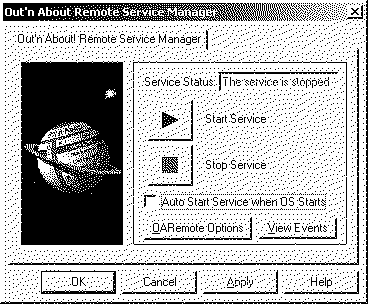 Out'n About Remote Service Manager
Out'n About! Remote Service Manager
Service Status: The service is stopped
Start Service
Stop Service
Auto Start Service when OS Starts
OARemote Options View Events
OK Cancel Apply Help